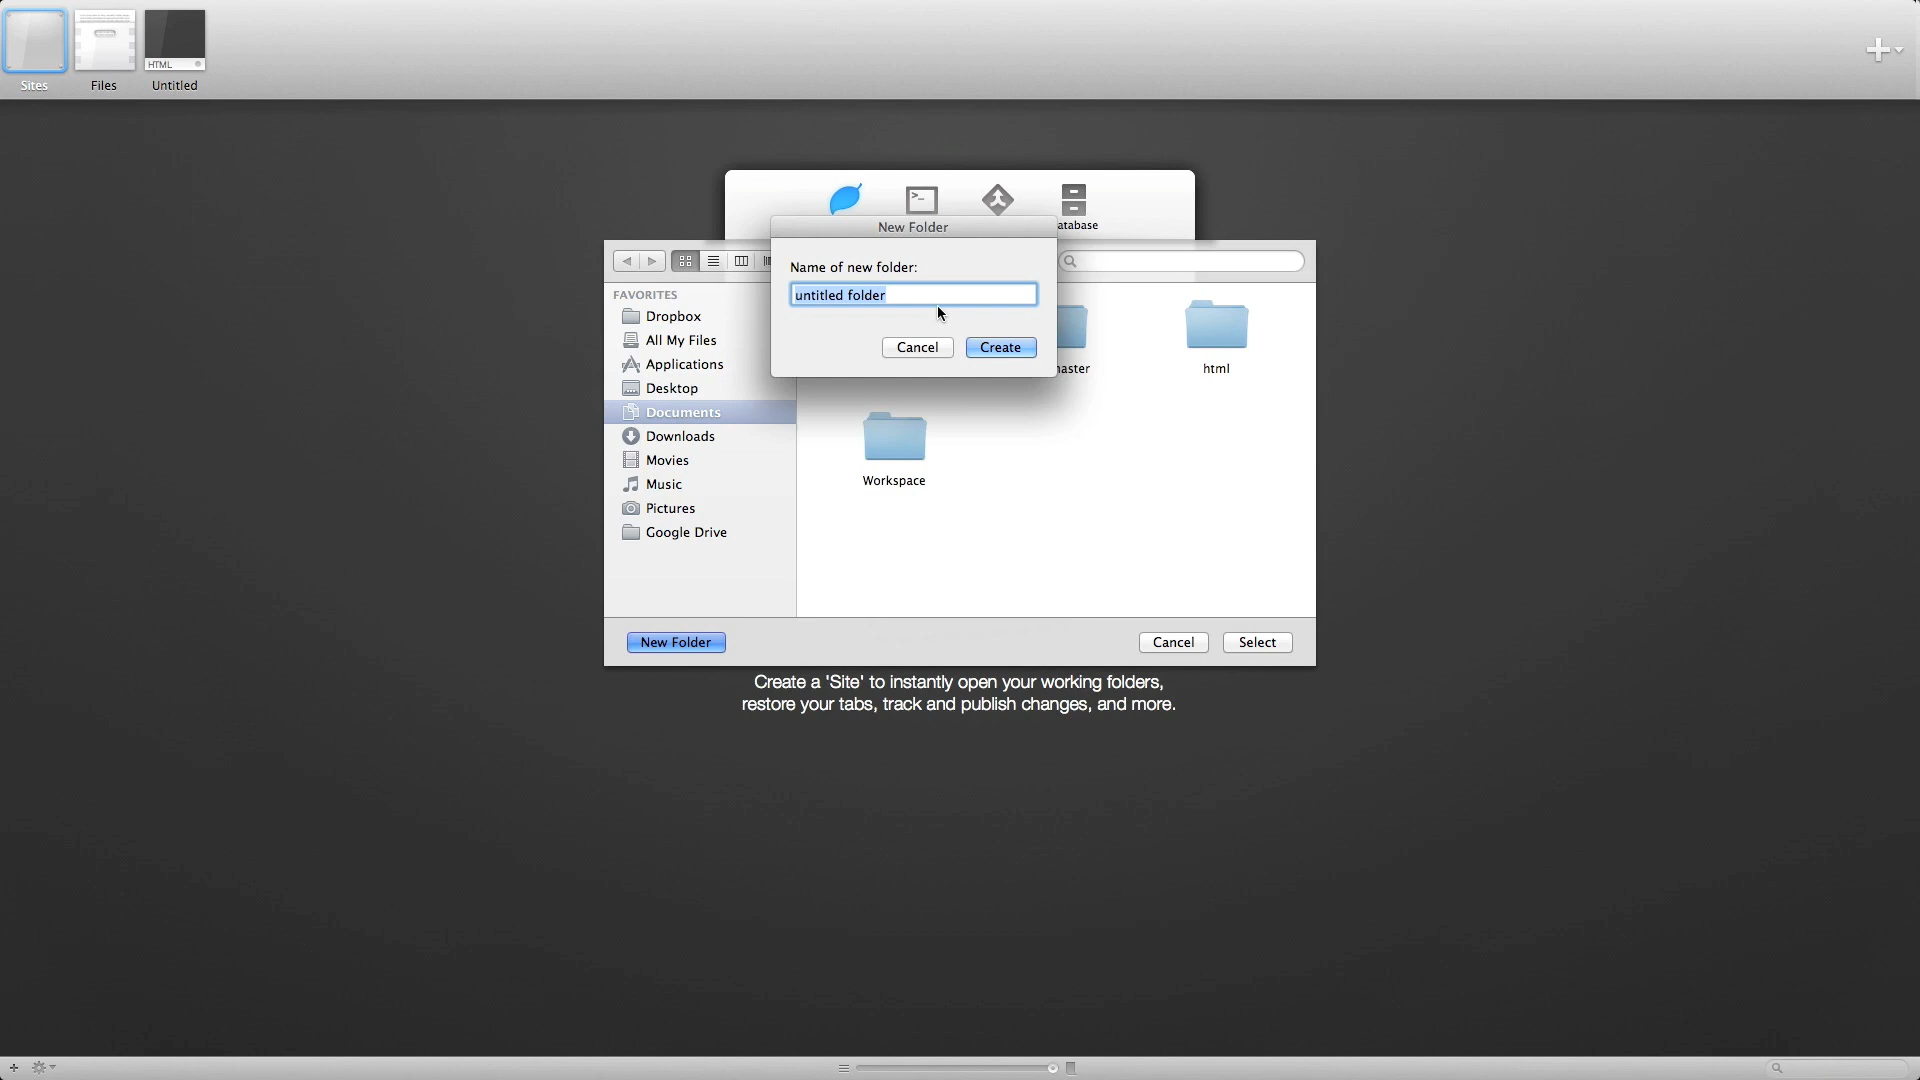 HTML
Sites
Files
Untitled
atabase
New Folder
Name of new folder:
untitled folder
Cancel
Create
FAVORITES
Dropbox
All My Files
Applications
Desktop
Documents
Downloads
Movies
Music
Pictures
Google Drive
html
Workspace
New Folder
Cancel
Select
Create a 'Site' to instantly open your working folders,
restore your tabs, track and publish changes, and more.